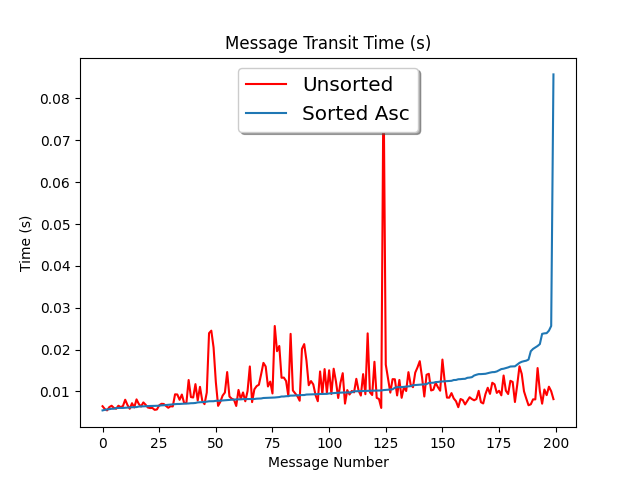 Message Transit Time (s)
Unsorted
Sorted Asc
Time (s)
0.08
0.07
0.06
0.05
0.04
0.03
0.02
0.01
0 25 50 75 100 125 150 175 200
Message Number